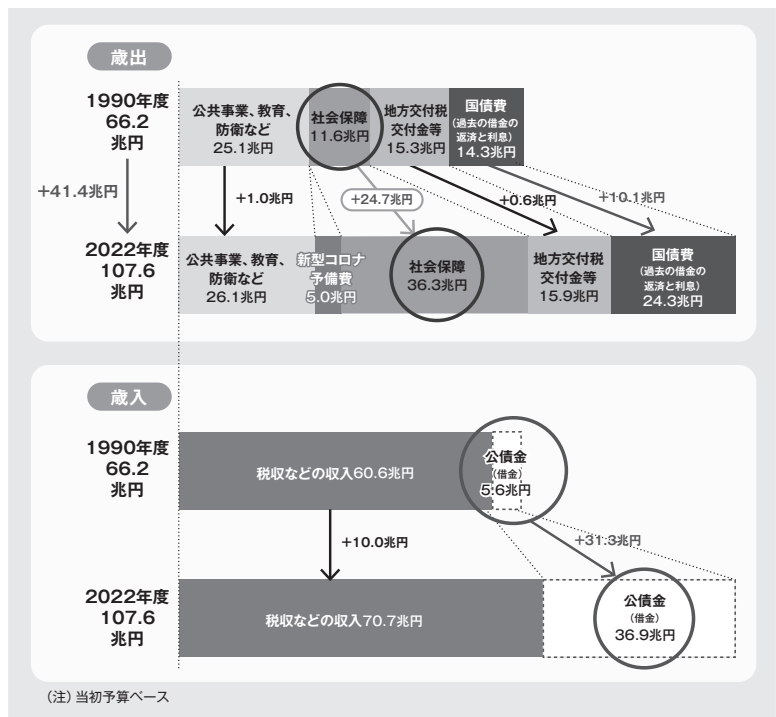 歳出
1990年度
66.2
兆円
公共事業、教育、
防衛など
25.1兆円
社会保障
11.6兆円
地方交付税
交付金等
15.3兆円
国債費
(過去の借金の
返済と利息)
14.3兆円
+41.4兆円
+1.0兆円
+24.7兆円
+0.6兆円
+10.1兆円
2022年度
107.6
兆円
公共事業、教育、
防衛など
26.1兆円
新型コロナ
予備費
5.0兆円
社会保障
36.3兆円
地方交付税
交付金等
15.9兆円
国債費
(過去の借金の
返済と利息)
24.3兆円
歳入
1990年度
66.2
兆円
税収などの収入60.6兆円
公債金
(借金)
5.6兆円
+10.0兆円
+31.3兆円
2022年度
107.6
兆円
税収などの収入70.7兆円
公債金
(借金)
36.9兆円
(注)当初予算ベース